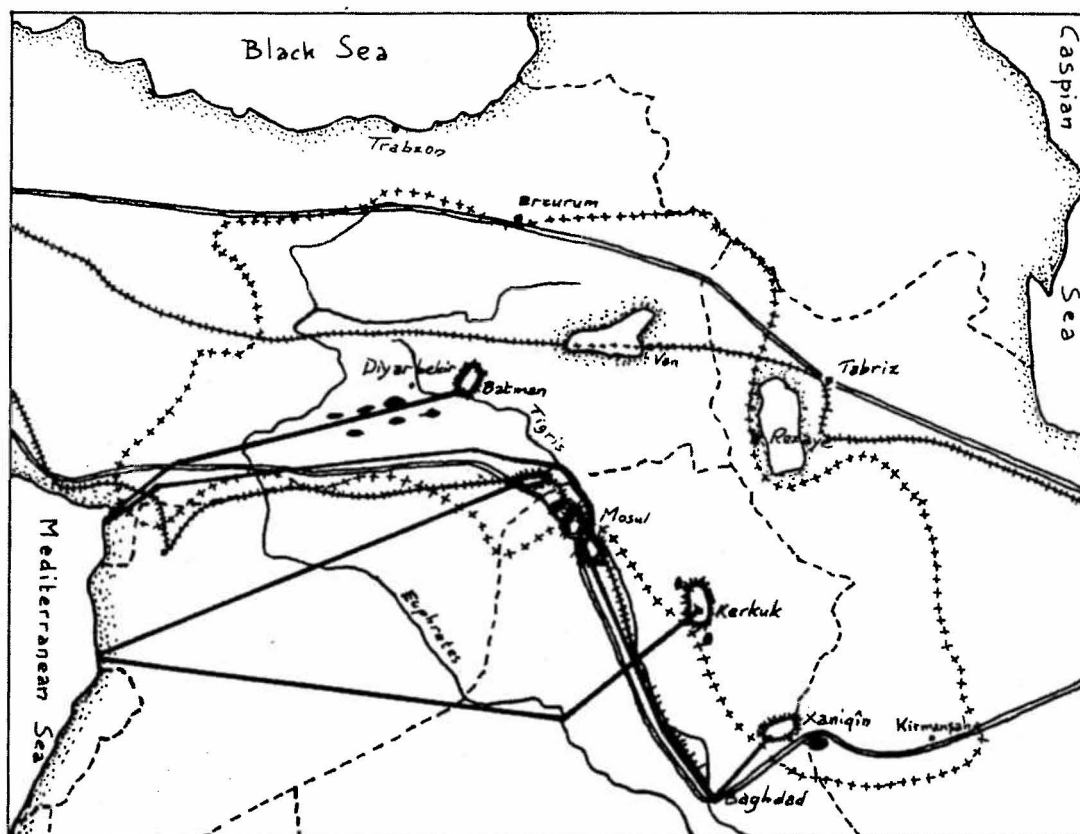 Black Sea
Caspian Sea
Trabzon
Erzurum
Van
Tabriz
Diyarbekir
Batman
Tigris
Rezaye
Mosul
Mediterranean Sea
Euphrates
Kerkuk
Xaniqîn
Kirmanşah
Baghdad